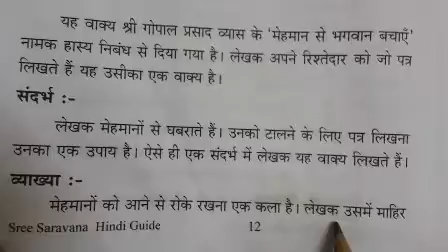 यह वाक्य श्री गोपाल प्रसाद व्यास के 'मेहमान से भगवान बचाएँ'
नामक हास्य निबंध से दिया गया है। लेखक अपने रिश्तेदार को जो पत्र
लिखते हैं यह उसीका एक वाक्य है।
संदर्भ :-
लेखक मेहमानों से घबराते हैं। उनको टालने के लिए पत्र लिखना
उनका एक उपाय है। ऐसे ही एक संदर्भ में लेखक यह वाक्य लिखते हैं।
व्याख्या :-
मेहमानों को आने से रोके रखना एक कला है। लेखक उसमें माहिर
Sree Saravana Hindi Guide 12